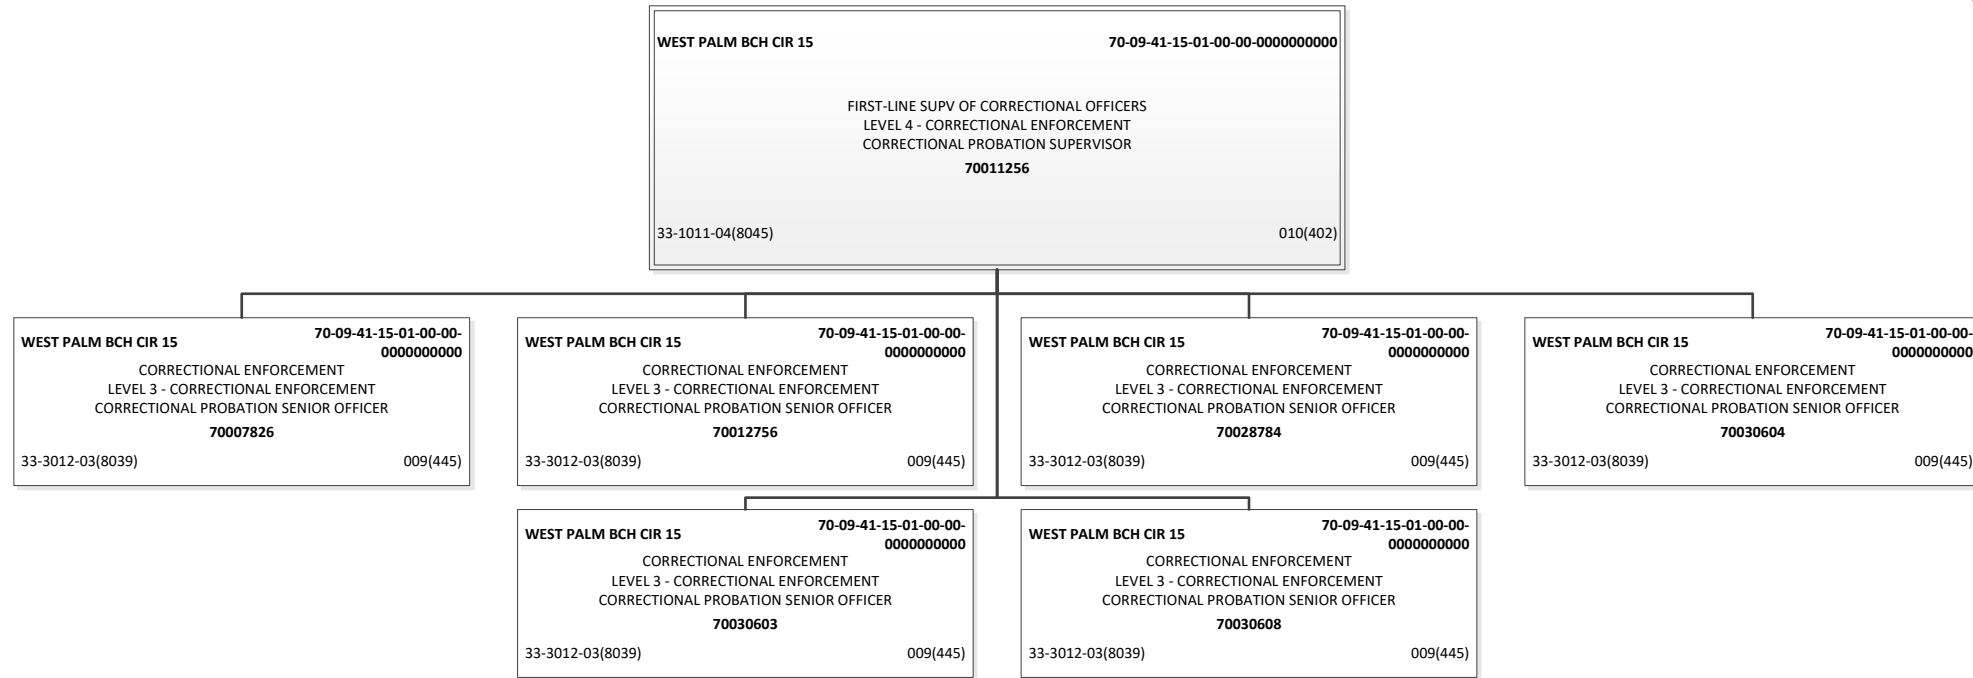 WEST PALM BCH CIR 15 70-09-41-15-01-00-00-0000000000
FIRST-LINE SUPV OF CORRECTIONAL OFFICERS
LEVEL 4 - CORRECTIONAL ENFORCEMENT
CORRECTIONAL PROBATION SUPERVISOR
70011256
33-1011-04(8045) 010(402)
WEST PALM BCH CIR 15 70-09-41-15-01-00-00-
0000000000
CORRECTIONAL ENFORCEMENT
LEVEL 3 - CORRECTIONAL ENFORCEMENT
CORRECTIONAL PROBATION SENIOR OFFICER
70007826
33-3012-03(8039) 009(445)
WEST PALM BCH CIR 15 70-09-41-15-01-00-00-
0000000000
CORRECTIONAL ENFORCEMENT
LEVEL 3 - CORRECTIONAL ENFORCEMENT
CORRECTIONAL PROBATION SENIOR OFFICER
70012756
33-3012-03(8039) 009(445)
WEST PALM BCH CIR 15 70-09-41-15-01-00-00-
0000000000
CORRECTIONAL ENFORCEMENT
LEVEL 3 - CORRECTIONAL ENFORCEMENT
CORRECTIONAL PROBATION SENIOR OFFICER
70028784
33-3012-03(8039) 009(445)
WEST PALM BCH CIR 15 70-09-41-15-01-00-00-
0000000000
CORRECTIONAL ENFORCEMENT
LEVEL 3 - CORRECTIONAL ENFORCEMENT
CORRECTIONAL PROBATION SENIOR OFFICER
70030604
33-3012-03(8039) 009(445)
WEST PALM BCH CIR 15 70-09-41-15-01-00-00-
0000000000
CORRECTIONAL ENFORCEMENT
LEVEL 3 - CORRECTIONAL ENFORCEMENT
CORRECTIONAL PROBATION SENIOR OFFICER
70030603
33-3012-03(8039) 009(445)
WEST PALM BCH CIR 15 70-09-41-15-01-00-00-
0000000000
CORRECTIONAL ENFORCEMENT
LEVEL 3 - CORRECTIONAL ENFORCEMENT
CORRECTIONAL PROBATION SENIOR OFFICER
70030608
33-3012-03(8039) 009(445)